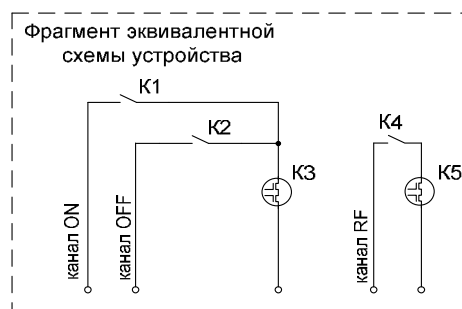 Фрагмент эквивалентной
схемы устройства
К1
К2
К3
К4
К5
канал ON
канал OFF
канал RF